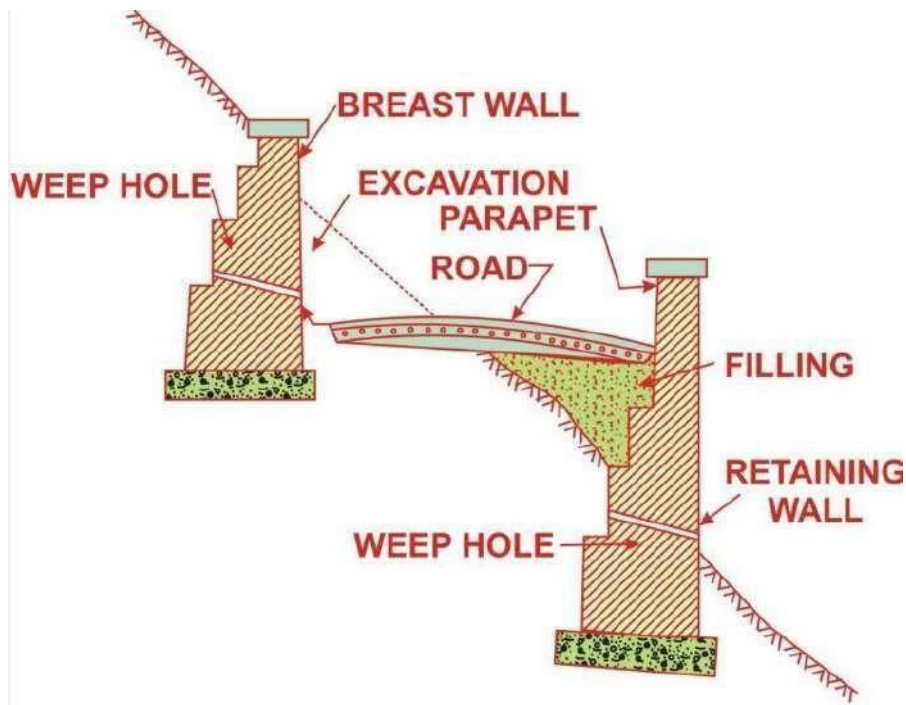 BREAST WALL
WEEP HOLE
EXCAVATION
PARAPET
ROAD
FILLING
RETAINING
WALL
WEEP HOLE